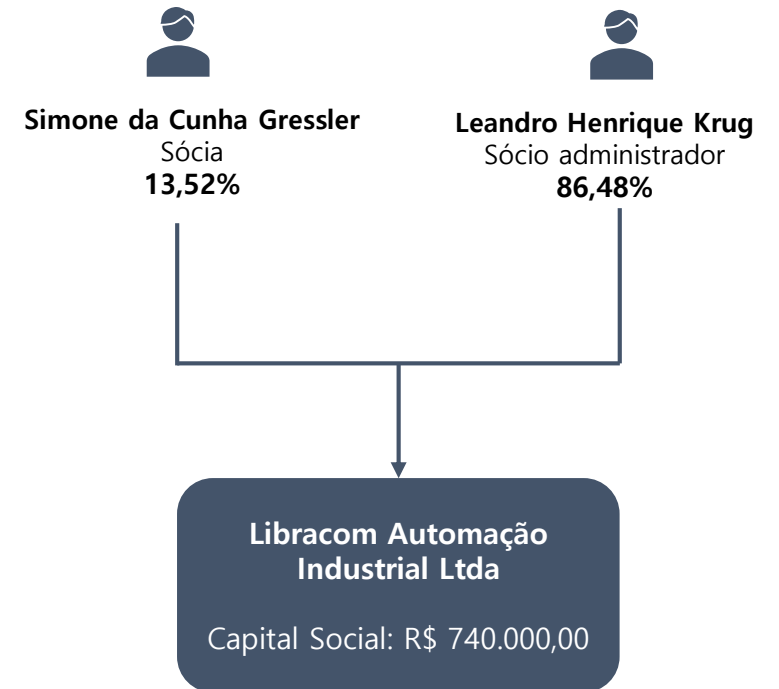 Simone da Cunha Gressler
Sócia
13,52%
Leandro Henrique Krug
Sócio administrador
86,48%
Libracom Automação
Industrial Ltda
Capital Social: R$ 740.000,00